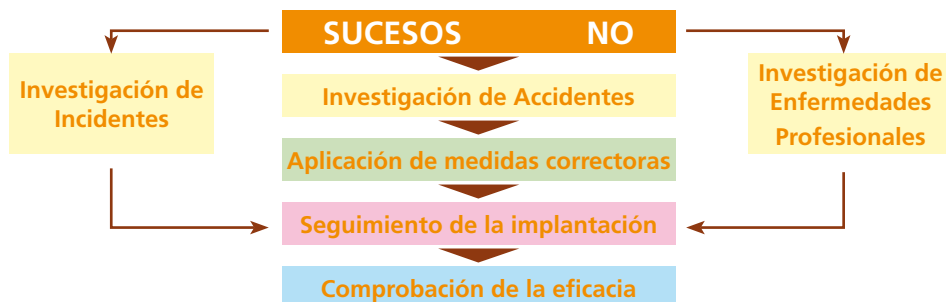 SUCESOS NO
Investigación de
Incidentes
Investigación de Accidentes
Investigación de
Enfermedades
Profesionales
Aplicación de medidas correctoras
Seguimiento de la implantación
Comprobación de la eficacia